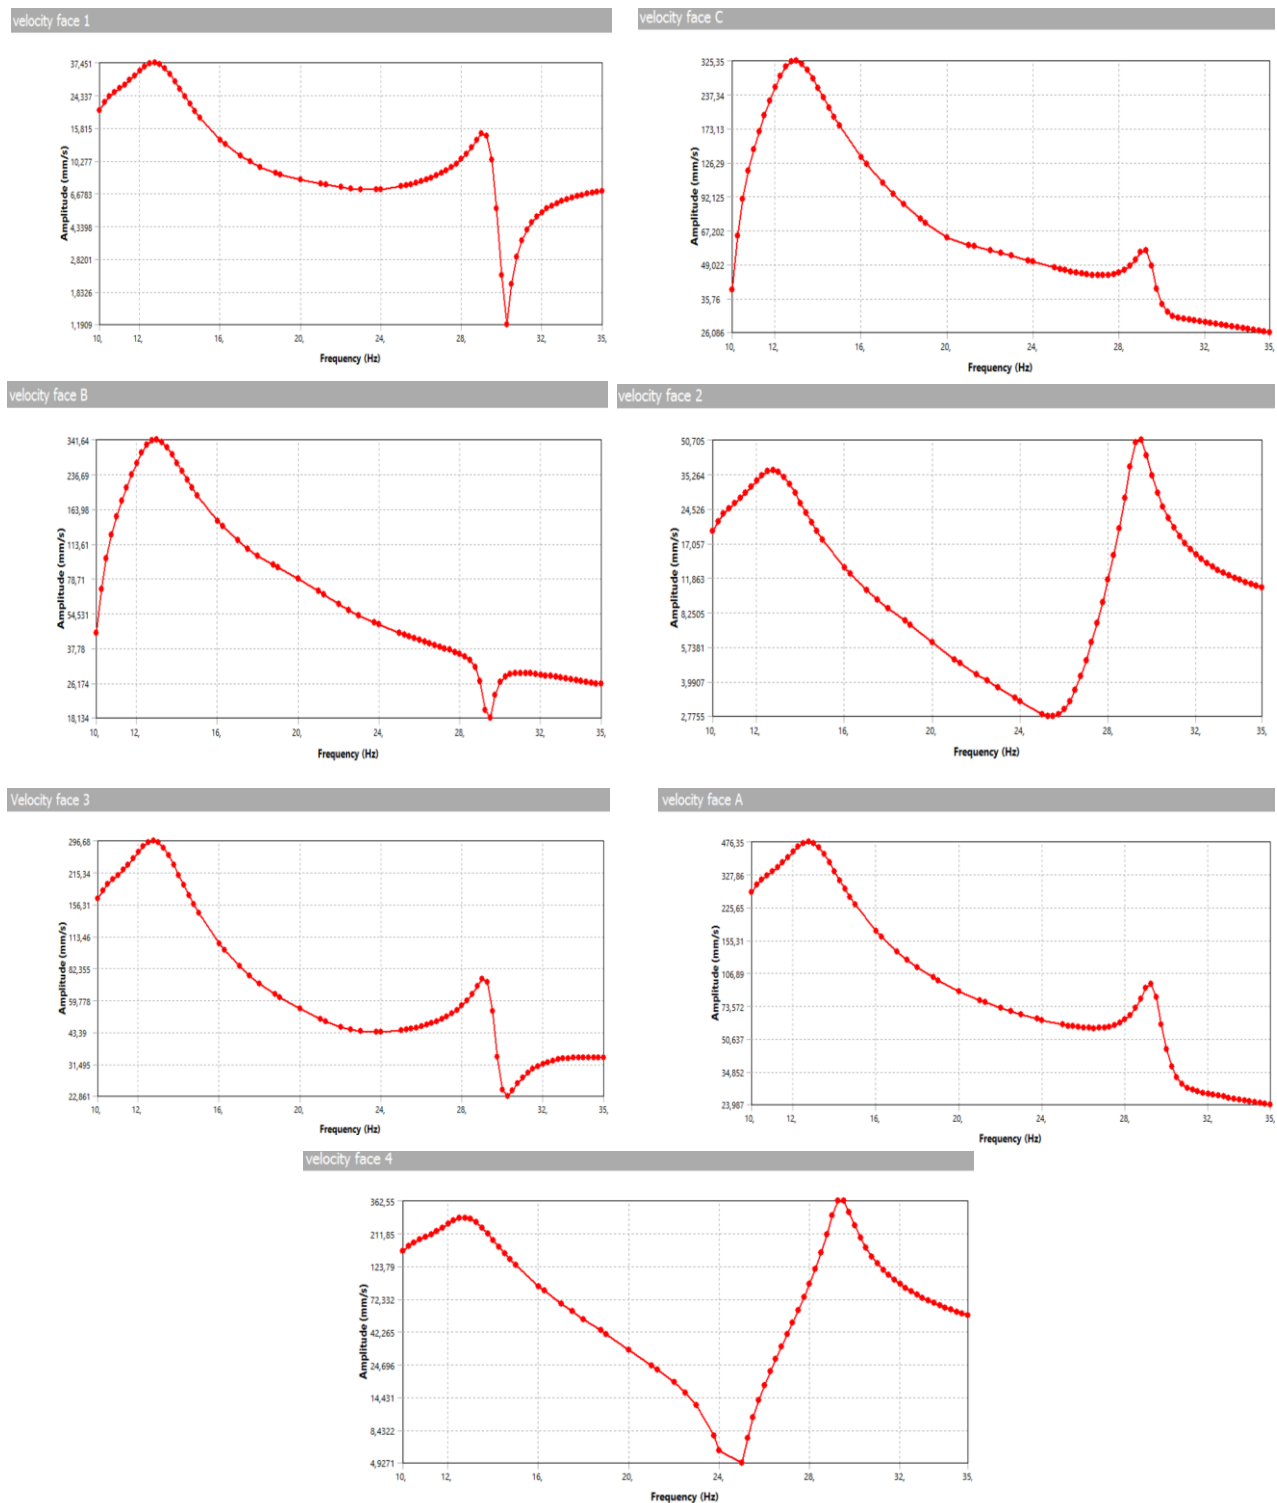 velocity face 1
Amplitude (mm/s)
37,451
24,337
15,815
10,277
6,6783
4,3398
2,8201
1,8326
1,1909
10, 12, 16, 20, 24, 28, 32, 35,
Frequency (Hz)
velocity face C
Amplitude (mm/s)
325,35
237,34
173,13
126,29
92,125
67,202
49,022
35,76
26,086
10, 12, 16, 20, 24, 28, 32, 35,
Frequency (Hz)
velocity face B
Amplitude (mm/s)
341,64
236,69
163,98
113,61
78,71
54,531
37,78
26,174
18,134
10, 12, 16, 20, 24, 28, 32, 35,
Frequency (Hz)
velocity face 2
Amplitude (mm/s)
50,705
35,264
24,526
17,057
11,863
8,2505
5,7381
3,9907
2,7755
10, 12, 16, 20, 24, 28, 32, 35,
Frequency (Hz)
Velocity face 3
Amplitude (mm/s)
296,68
215,34
156,31
113,46
82,355
59,778
43,39
31,495
22,861
10, 12, 16, 20, 24, 28, 32, 35,
Frequency (Hz)
velocity face A
Amplitude (mm/s)
476,35
327,86
225,65
155,31
106,89
73,572
50,637
34,852
23,987
10, 12, 16, 20, 24, 28, 32, 35,
Frequency (Hz)
velocity face 4
Amplitude (mm/s)
362,55
211,85
123,79
72,332
42,265
24,696
14,431
8,4322
4,9271
10, 12, 16, 20, 24, 28, 32, 35,
Frequency (Hz)